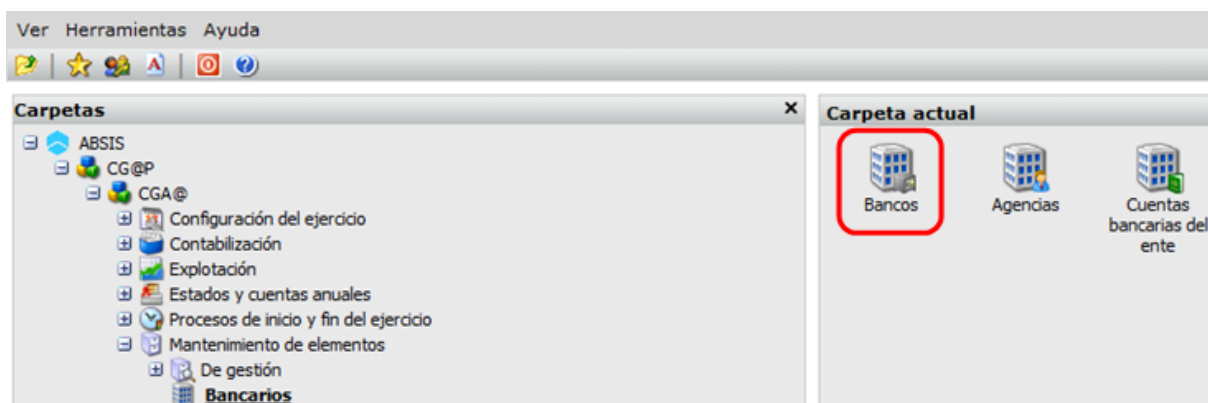 Ver Herramientas Ayuda
Carpetas
ABSIS
CG@P
CGA@
Configuración del ejercicio
Contabilización
Explotación
Estados y cuentas anuales
Procesos de inicio y fin del ejercicio
Mantenimiento de elementos
De gestión
Bancarios
Carpeta actual
Bancos
Agencias
Cuentas
bancarias del
ente